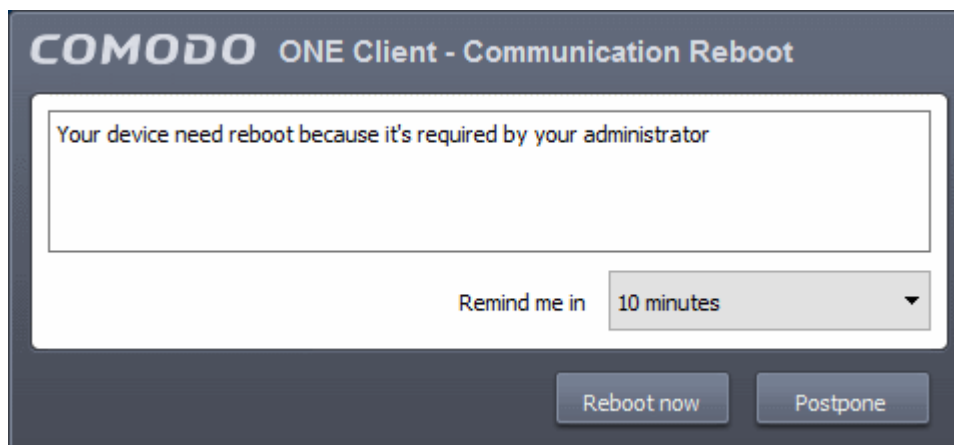 COMODO ONE Client - Communication Reboot
Your device need reboot because it's required by your administrator
Remind me in 10 minutes
Reboot now Postpone